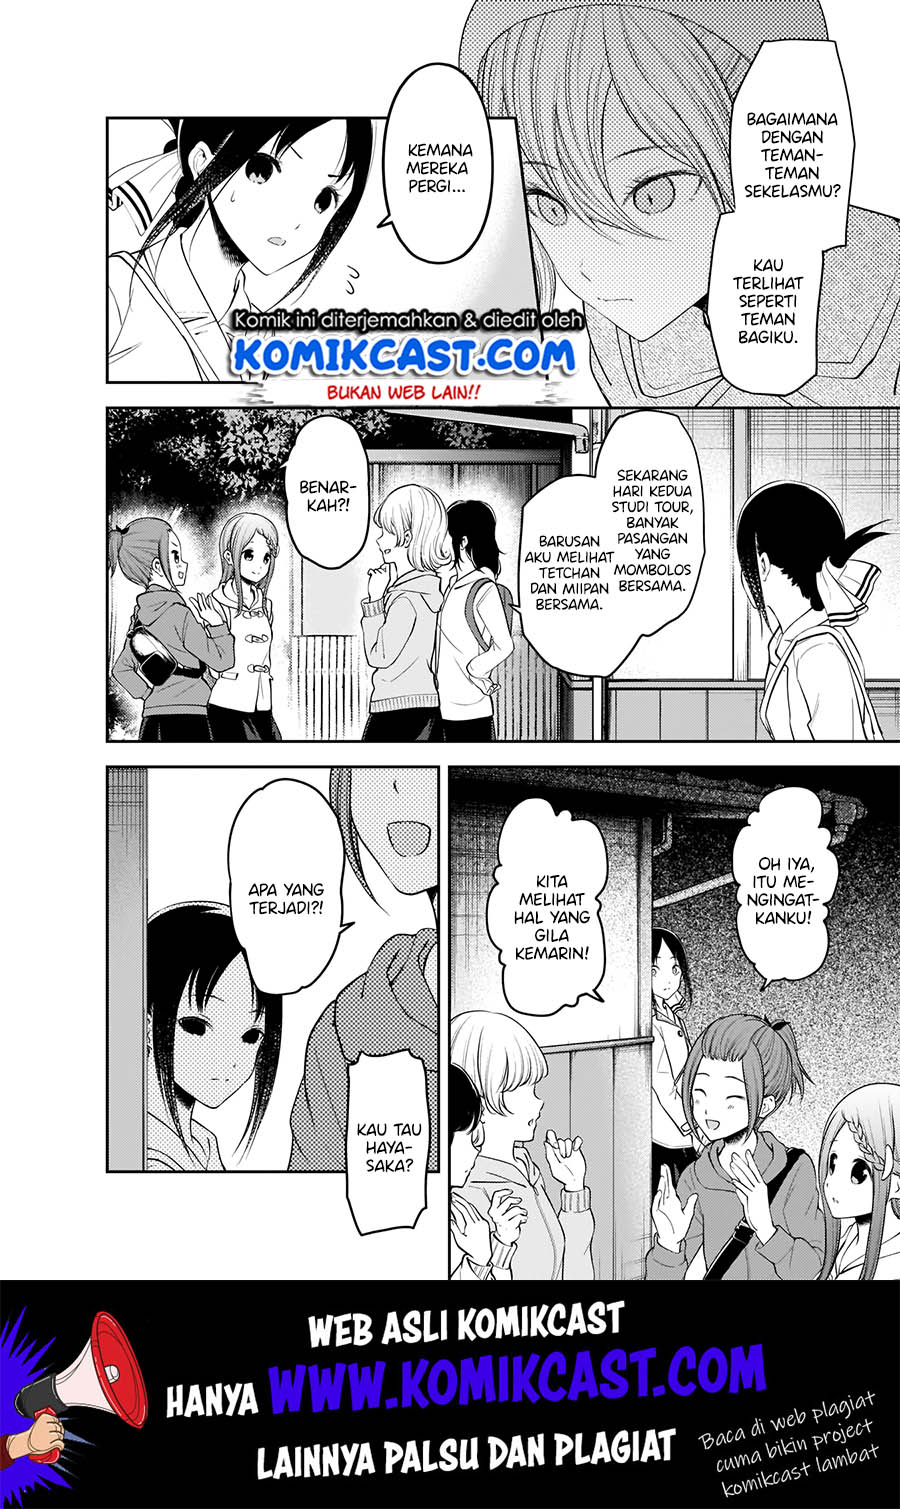 BAGAIMANA
DENGAN
TEMAN-
TEMAN
SEKELASMU?
KAU
TERLIHAT
SEPERTI
TEMAN
BAGIKU.
KEMANA
MEREKA
PERGI...
Komik ini diterjemahkan & diedit oleh
KOMIKCAST.COM
BUKAN WEB LAIN!!
SEKARANG
HARI KEDUA
STUDI TOUR,
BANYAK
PASANGAN
YANG
MOMBOLOS
BERSAMA.
BARUSAN
AKU MELIHAT
TETCHAN
DAN MIIPAN
BERSAMA.
BENAR-
KAH?!
OH IYA,
ITU ME-
NGINGAT-
KANKU!
KITA
MELIHAT
HAL YANG
GILA
KEMARIN!
APA YANG
TERJADI?!
KAU TAU
HAYA-
SAKA?
WEB ASLI KOMIKCAST
HANYA WWW.KOMIKCAST.COM
LAINNYA PALSU DAN PLAGIAT
Baca di web plagiat
cuma bikin project
komikcast lambat